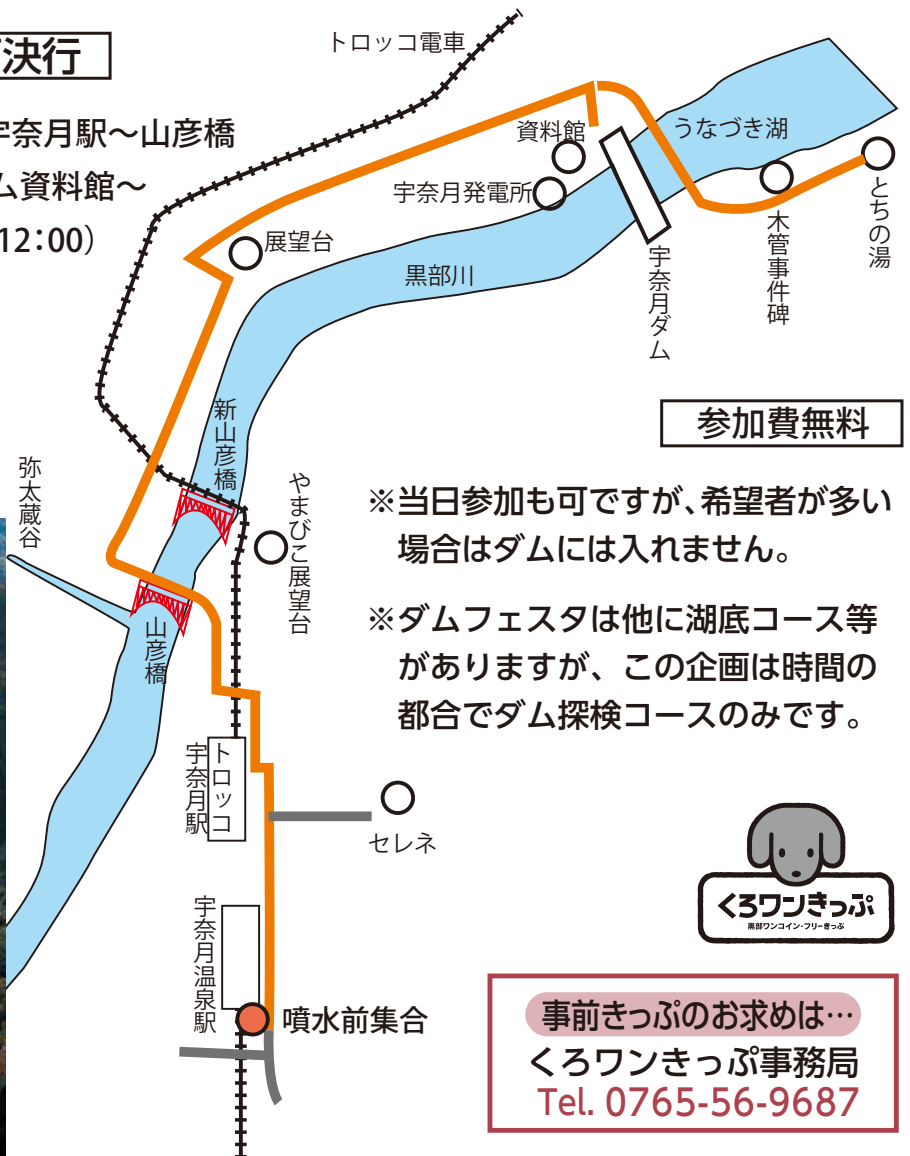 決行
トロッコ電車
宇奈月駅～山彦橋
ム資料館～
12：00）
資料館
うなづき湖
宇奈月発電所
とちの湯
木管事件碑
展望台
黒部川
宇奈月ダム
新山彦橋
参加費無料
弥太蔵谷
やまびこ展望台
※当日参加も可ですが、希望者が多い
場合はダムには入れません。
※ダムフェスタは他に湖底コース等
がありますが、この企画は時間の
都合でダム探検コースのみです。
山彦橋
トロッコ
宇奈月駅
セレネ
くろワンきっぷ
黒部ワンコイン・フリーきっぷ
宇奈月温泉駅
噴水前集合
事前きっぷのお求めは…
くろワンきっぷ事務局
Tel. 0765-56-9687